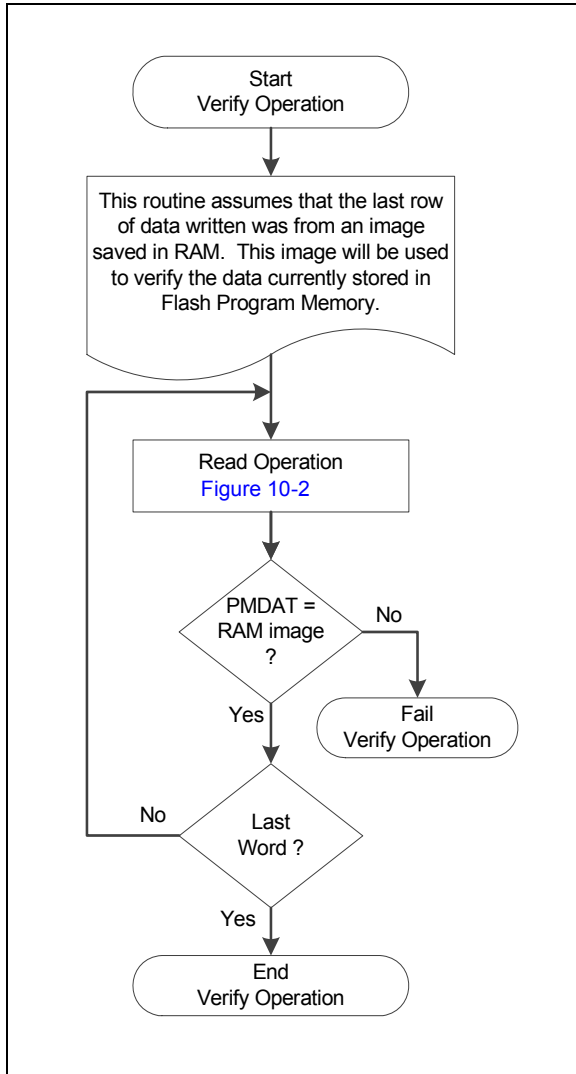 Start
Verify Operation
This routine assumes that the last row
of data written was from an image
saved in RAM. This image will be used
to verify the data currently stored in
Flash Program Memory.
Read Operation
Figure 10-2
PMDAT =
RAM image
?
No
Yes
Fail
Verify Operation
No
Last
Word ?
Yes
End
Verify Operation